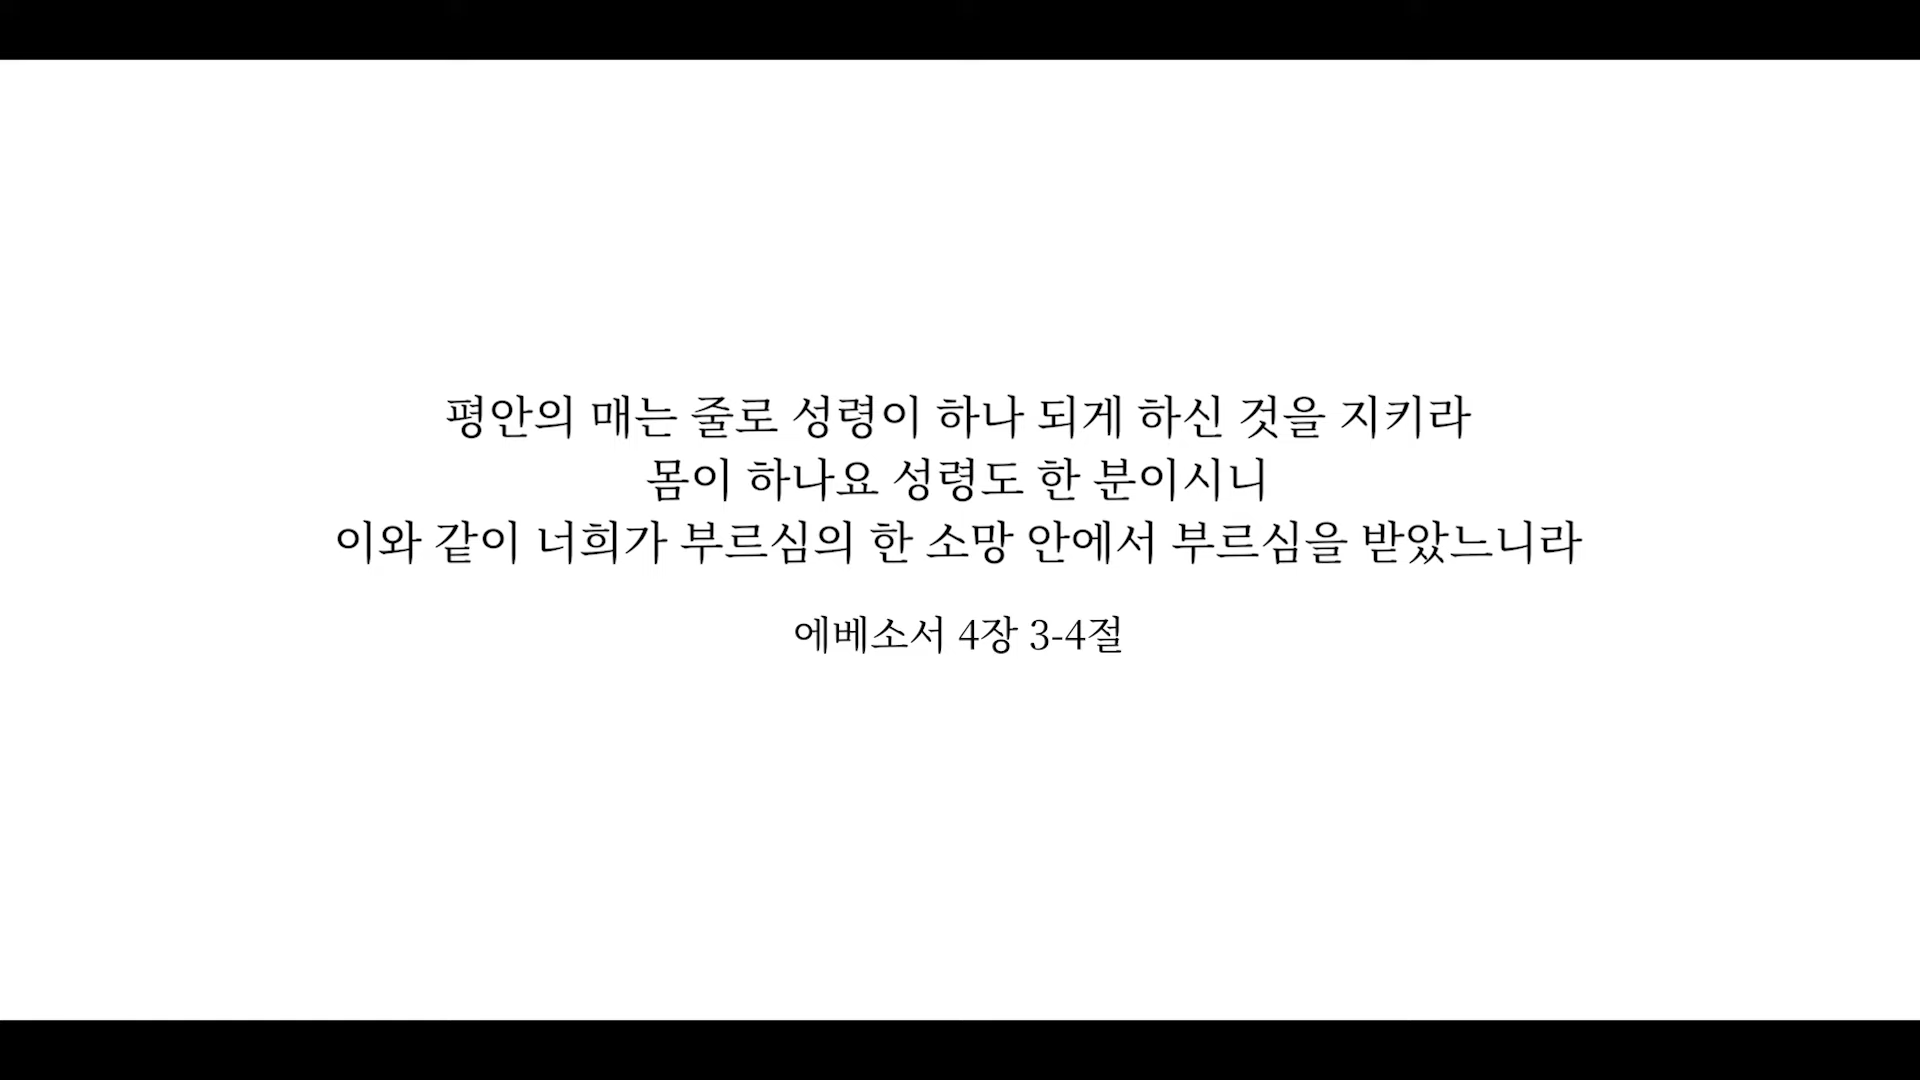 평안의 매는 줄로 성령이 하나 되게 하신 것을 지키라
몸이 하나요 성령도 한 분이시니
이와 같이 너희가 부르심의 한 소망 안에서 부르심을 받았느니라
에베소서 4장 3-4절